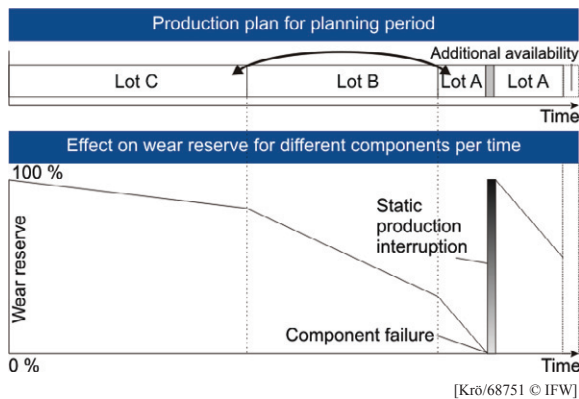 Production plan for planning period
Additional availability
Lot C
Lot B
Lot A
Lot A
Time
Effect on wear reserve for different components per time
100 %
Wear reserve
Static
production
interruption
Component failure
0 %
Time
[Krö/68751 © IFW]